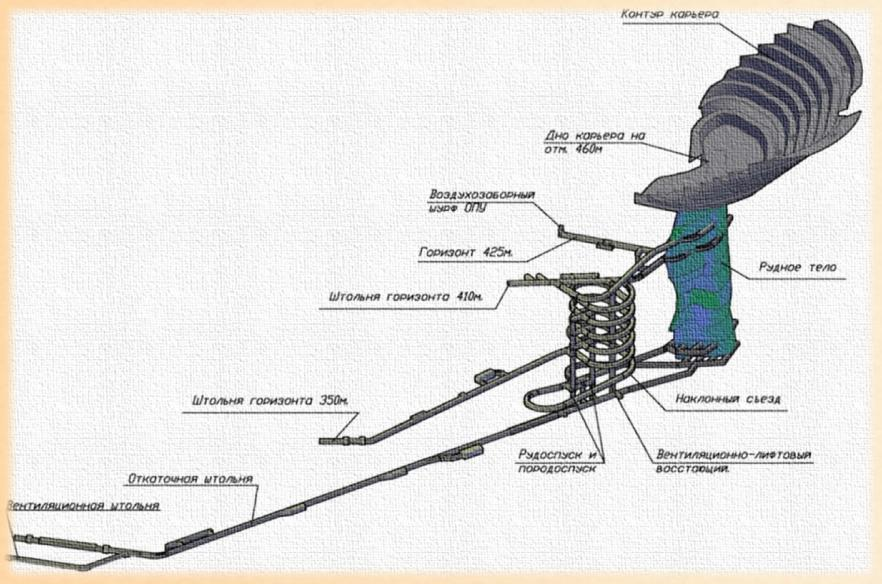 Контур карьера
Дно карьера на
отм. 460м
Воздухозаборный
шурф ОПУ
Горизонт 425м.
Рудное тело
Штольня горизонта 410м.
Штольня горизонта 350м.
Наклонный съезд
Рудоспуск и
породоспуск
Вентиляционно-лифтовый
восстающий.
Откаточная штольня
Вентиляционная штольня